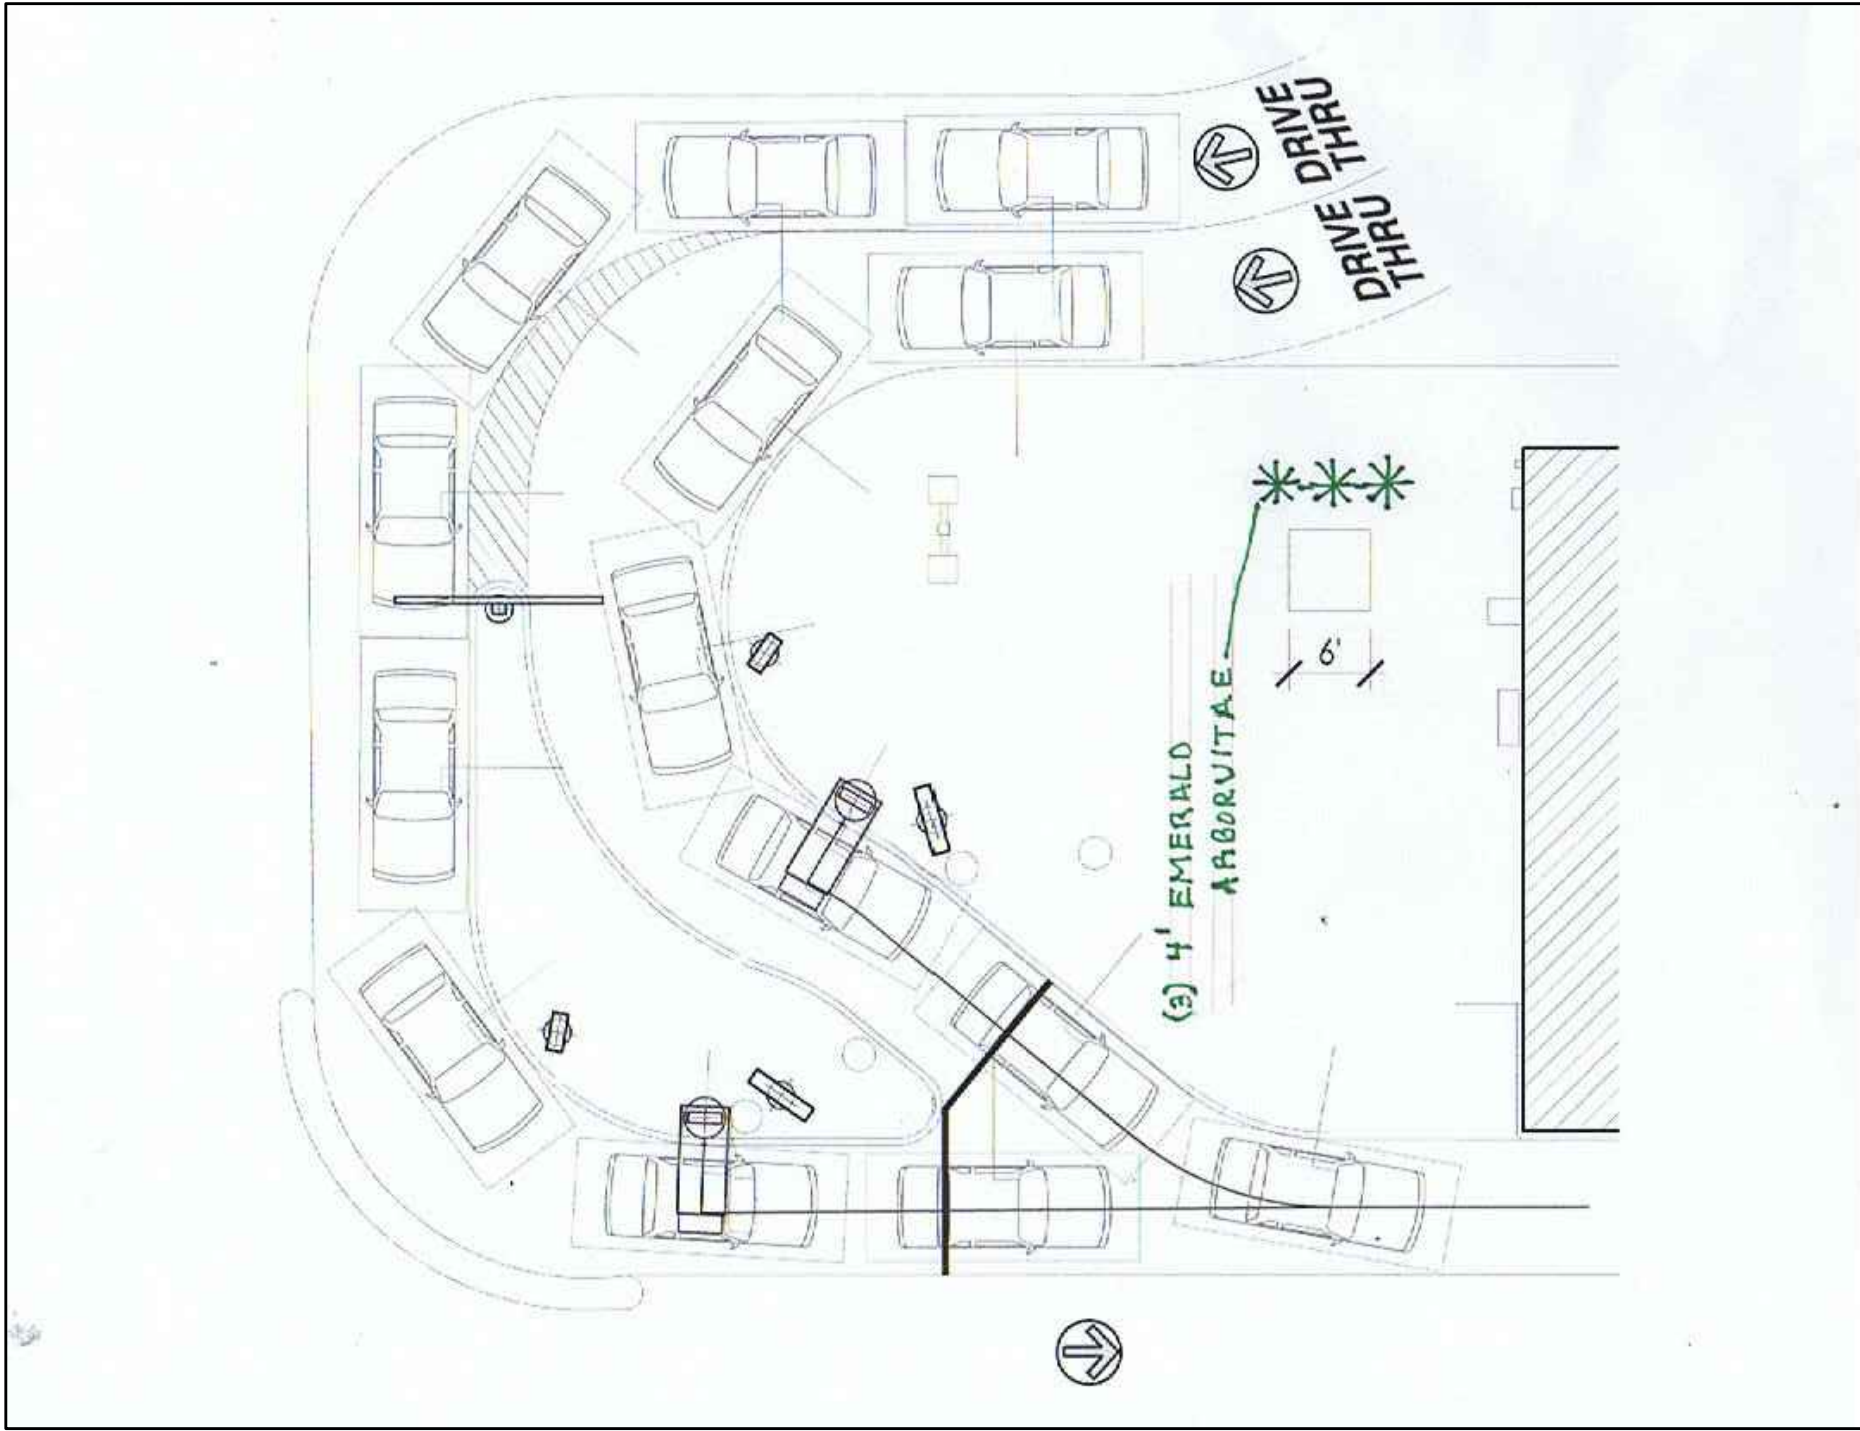 DRIVE
THRU
DRIVE
THRU
6'
(3) 4' EMERALD
ARBORVITAE